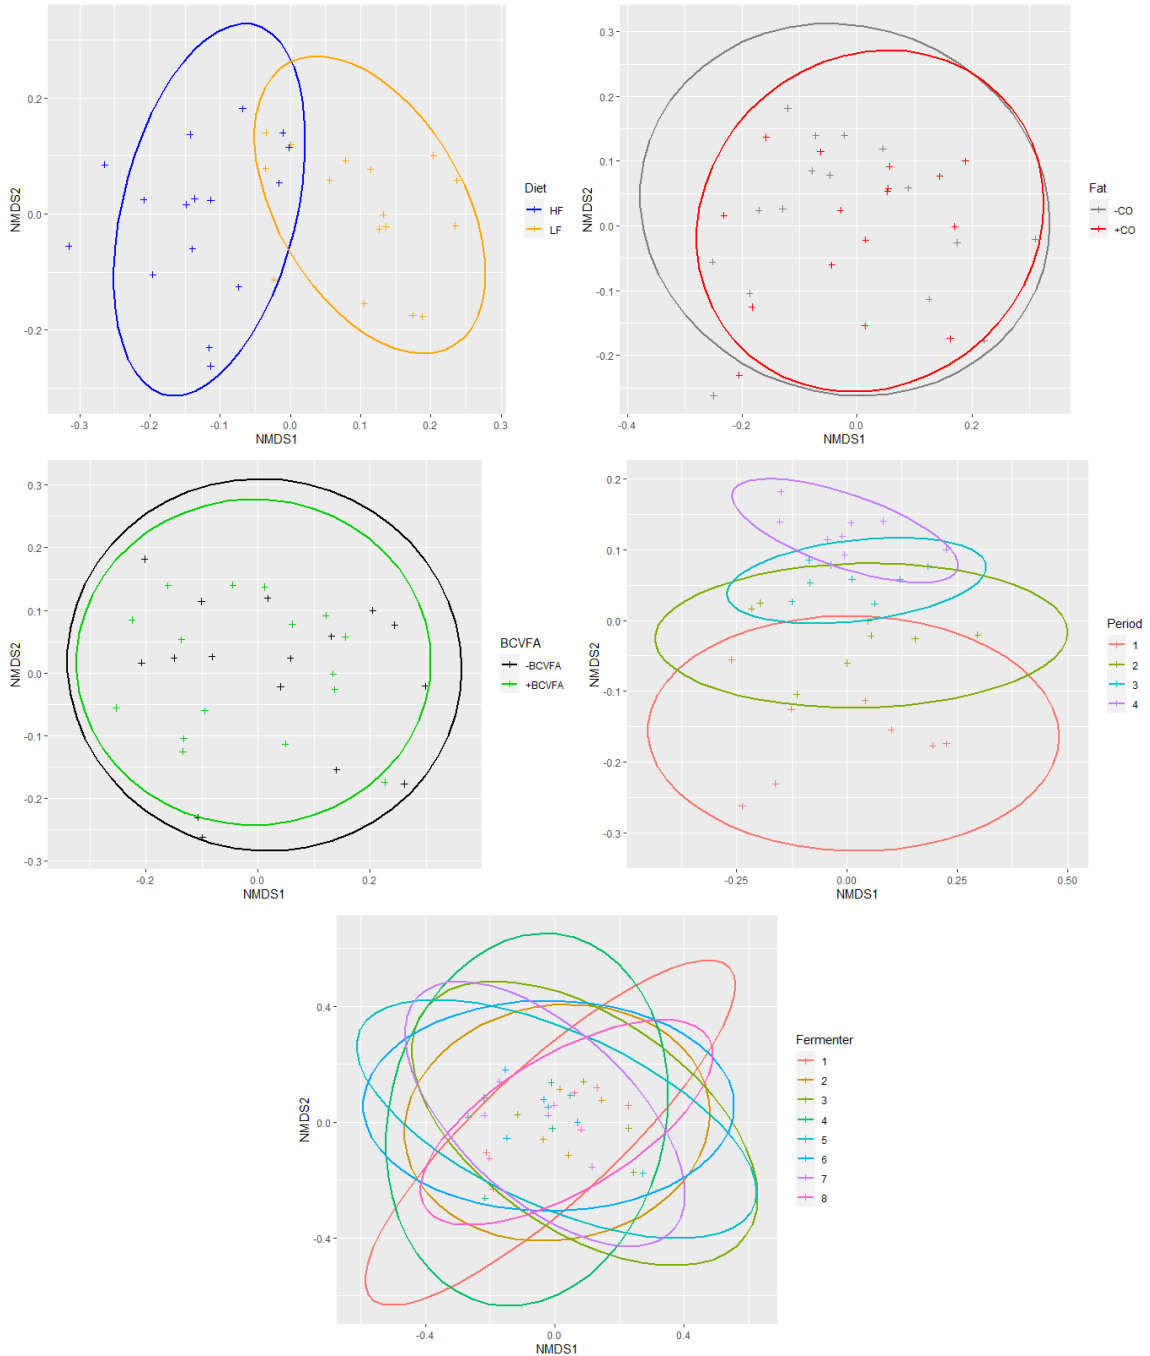 0.2
0.0
-0.2
NMDS2
-0.3
-0.2
-0.1
0.0
0.1
0.2
0.3
NMDS1
Diet
HF
LF
0.3
0.2
0.1
0.0
-0.1
-0.2
NMDS2
-0.4
-0.2
0.0
0.2
NMDS1
Fat
-CO
+CO
0.3
0.2
0.1
0.0
-0.1
-0.2
-0.3
NMDS2
-0.2
0.0
0.2
NMDS1
BCVFA
-BCVFA
+BCVFA
0.2
0.1
0.0
-0.1
-0.2
-0.3
NMDS2
-0.25
0.00
0.25
0.50
NMDS1
Period
1
2
3
4
0.4
0.0
-0.4
NMDS2
-0.4
0.0
0.4
NMDS1
Fermenter
1
2
3
4
5
6
7
8